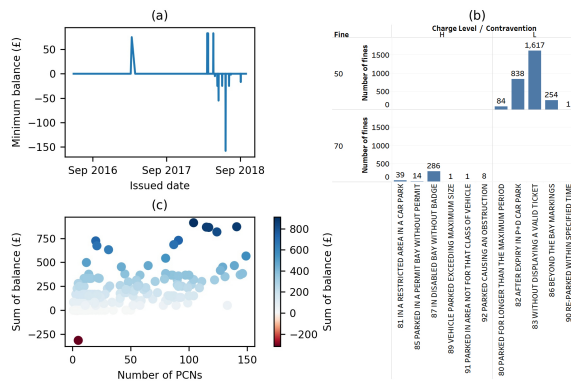 (a)
Minimum balance (£)
50
0
−50
−100
−150
Sep 2016
Sep 2017
Sep 2018
Issued date
(b)
Charge Level / Contravention
Fine
H
L
50
Number of fines
1500
1000
500
0
84
838
1,617
254
1
70
Number of fines
1500
1000
500
0
39
14
286
1
1
8
81 IN A RESTRICTED AREA IN A CAR PARK
85 PARKED IN A PERMIT BAY WITHOUT PERMIT
87 IN DISABLED BAY WITHOUT BADGE
89 VEHICLE PARKED EXCEEDING MAXIMUM SIZE
91 PARKED IN AREA NOT FOR THAT CLASS OF VEHICLE
92 PARKED CAUSING AN OBSTRUCTION
80 PARKED FOR LONGER THAN THE MAXIMUM PERIOD
82 AFTER EXPIRY IN P+D CAR PARK
83 WITHOUT DISPLAYING A VALID TICKET
86 BEYOND THE BAY MARKINGS
90 RE-PARKED WITHIN SPECIFIED TIME
(c)
Sum of balance (£)
750
500
250
0
−250
0
50
100
150
Number of PCNs
800
600
400
200
0
−200
Sum of balance (£)